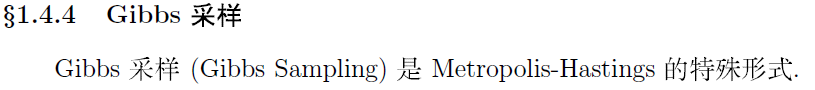 §1.4.4 Gibbs 采样
Gibbs 采样 (Gibbs Sampling) 是 Metropolis-Hastings 的特殊形式.